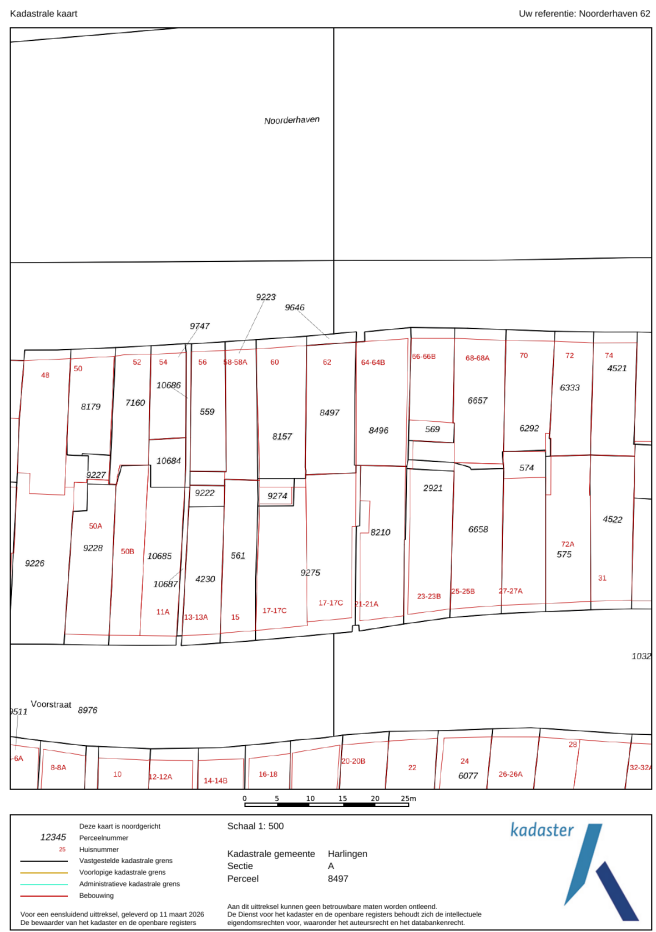 Kadastrale kaart
Uw referentie: Noorderhaven 62
Noorderhaven
9223
9646
9747
48
50
52
54
56
58-58A
60
62
64-64B
66-66B
68-68A
70
72
74
4521
10686
6333
8179
7160
559
8497
6657
8157
8496
569
6292
10684
574
9227
9222
9274
2921
4522
50A
8210
6658
9228
50B
10685
561
72A
575
9226
9275
10687
4230
31
11A
13-13A
15
17-17C
17-17C
21-21A
23-23B
25-25B
27-27A
1032
Voorstraat
8976
9511
28
6A
8-8A
10
12-12A
14-14B
16-18
20-20B
22
24
6077
26-26A
32-32A
0 5 10 15 20 25m
Deze kaart is noordgericht
12345 Perceelnummer
25 Huisnummer
Vastgestelde kadastrale grens
Voorlopige kadastrale grens
Administratieve kadastrale grens
Bebouwing
Voor een eensluidend uittreksel, geleverd op 11 maart 2026
De bewaarder van het kadaster en de openbare registers
Schaal 1: 500
Kadastrale gemeente Harlingen
Sectie A
Perceel 8497
Aan dit uittreksel kunnen geen betrouwbare maten worden ontleend.
De Dienst voor het kadaster en de openbare registers behoudt zich de intellectuele
eigendomsrechten voor, waaronder het auteursrecht en het databankenrecht.
kadaster